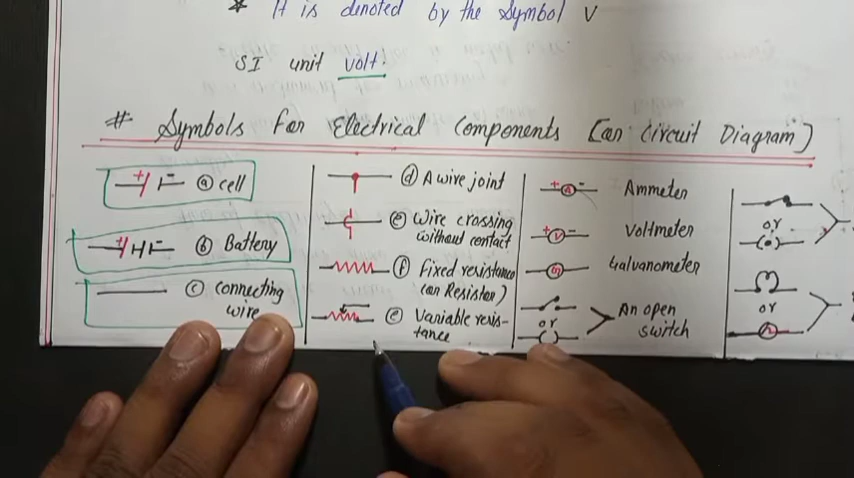 * It is denoted by the symbol V
SI unit volt.
# Symbols for Electrical Components [or Circuit Diagram]
+ - ⓐ cell
+ - ⓑ Battery
ⓒ connecting wire
ⓓ A wire joint
ⓔ Wire crossing without contact
ⓕ Fixed resistance (or Resistor)
ⓔ Variable resis-
tance
+ A - Ammeter
+ V - Voltmeter
G Galvanometer
or
An open
switch
or
or